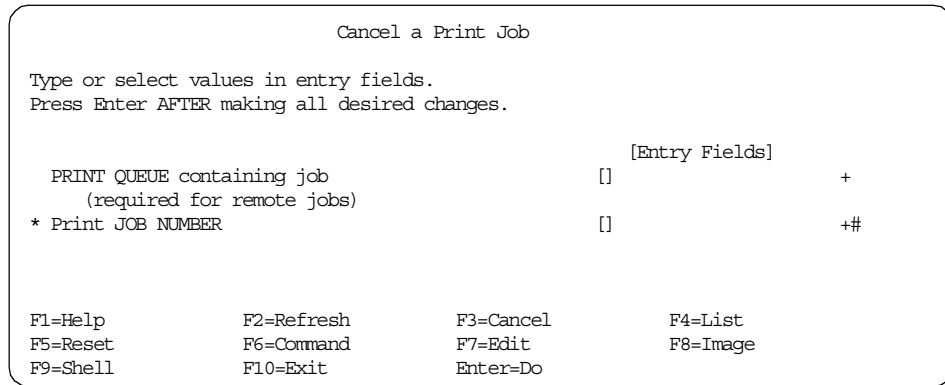 Cancel a Print Job
Type or select values in entry fields.
Press Enter AFTER making all desired changes.
[Entry Fields]
PRINT QUEUE containing job [] +
(required for remote jobs)
* Print JOB NUMBER [] +#
F1=Help F2=Refresh F3=Cancel F4=List
F5=Reset F6=Command F7=Edit F8=Image
F9=Shell F10=Exit Enter=Do